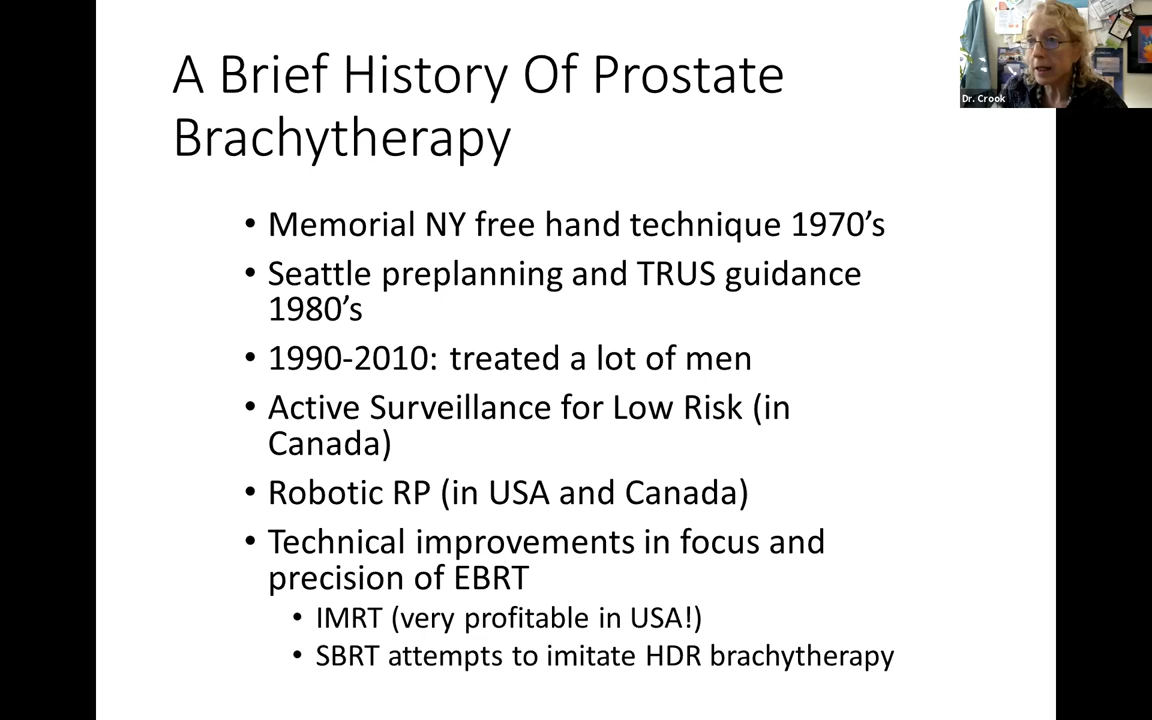 A Brief History Of Prostate
Brachytherapy
• Memorial NY free hand technique 1970’s
• Seattle preplanning and TRUS guidance
1980’s
• 1990-2010: treated a lot of men
• Active Surveillance for Low Risk (in
Canada)
• Robotic RP (in USA and Canada)
• Technical improvements in focus and
precision of EBRT
• IMRT (very profitable in USA!)
• SBRT attempts to imitate HDR brachytherapy
Dr. Crook